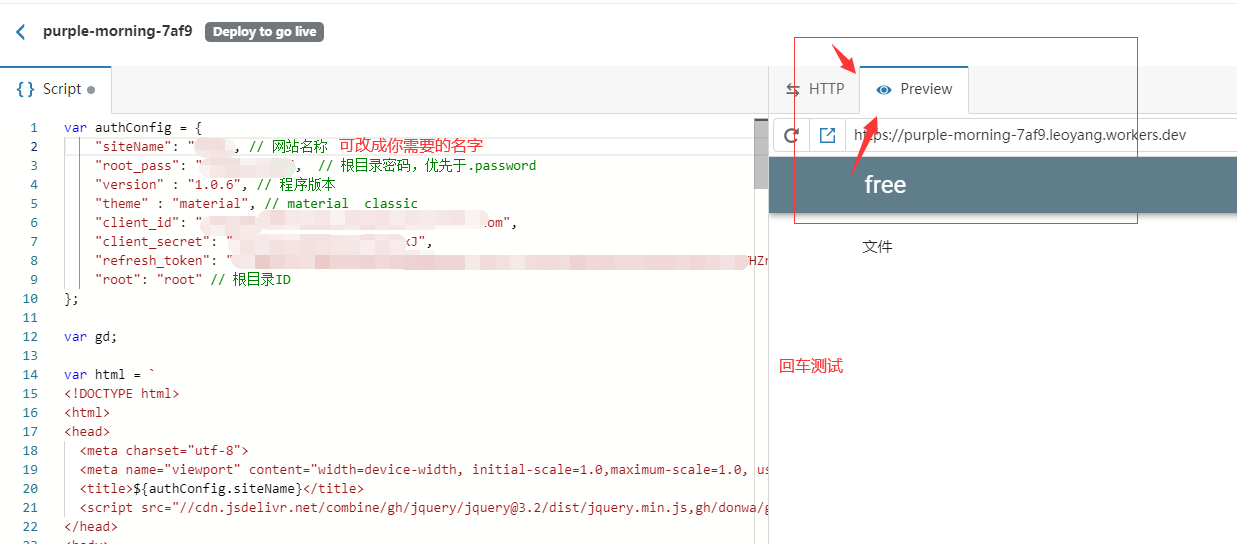 purple-morning-7af9 Deploy to go live
{ } Script
HTTP Preview
https://purple-morning-7af9.leoyang.workers.dev
free
文件
回车测试
1 var authConfig = {
2 "siteName": " , // 网站名称 可改成你需要的名字
3 "root_pass": " ", // 根目录密码，优先于.password
4 "version" : "1.0.6", // 程序版本
5 "theme" : "material", // material classic
6 "client_id": " om",
7 "client_secret": " xJ",
8 "refresh_token": " HZr
9 "root": "root" // 根目录ID
10 };
11
12 var gd;
13
14 var html = `
15 <!DOCTYPE html>
16 <html>
17 <head>
18 <meta charset="utf-8">
19 <meta name="viewport" content="width=device-width, initial-scale=1.0,maximum-scale=1.0, us
20 <title>${authConfig.siteName}</title>
21 <script src="//cdn.jsdelivr.net/combine/gh/jquery/jquery@3.2/dist/jquery.min.js,gh/donwa/g
22 </head>
23 <body>